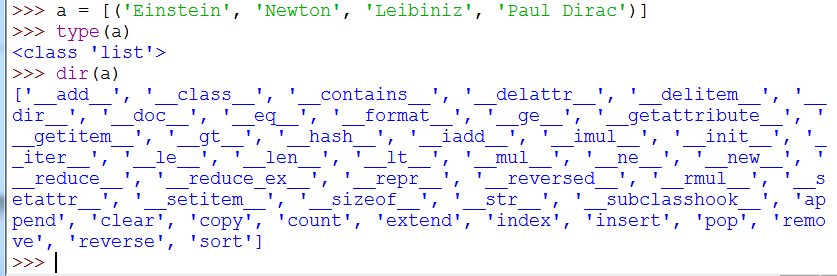 >>> a = [('Einstein', 'Newton', 'Leibiniz', 'Paul Dirac')]
>>> type(a)
<class 'list'>
>>> dir(a)
['__add__', '__class__', '__contains__', '__delattr__', '__delitem__', '__
dir__', '__doc__', '__eq__', '__format__', '__ge__', '__getattribute__', '
__getitem__', '__gt__', '__hash__', '__iadd__', '__imul__', '__init__', '_
_iter__', '__le__', '__len__', '__lt__', '__mul__', '__ne__', '__new__', '
__reduce__', '__reduce_ex__', '__repr__', '__reversed__', '__rmul__', '__s
etattr__', '__setitem__', '__sizeof__', '__str__', '__subclasshook__', 'ap
pend', 'clear', 'copy', 'count', 'extend', 'index', 'insert', 'pop', 'remo
ve', 'reverse', 'sort']
>>>